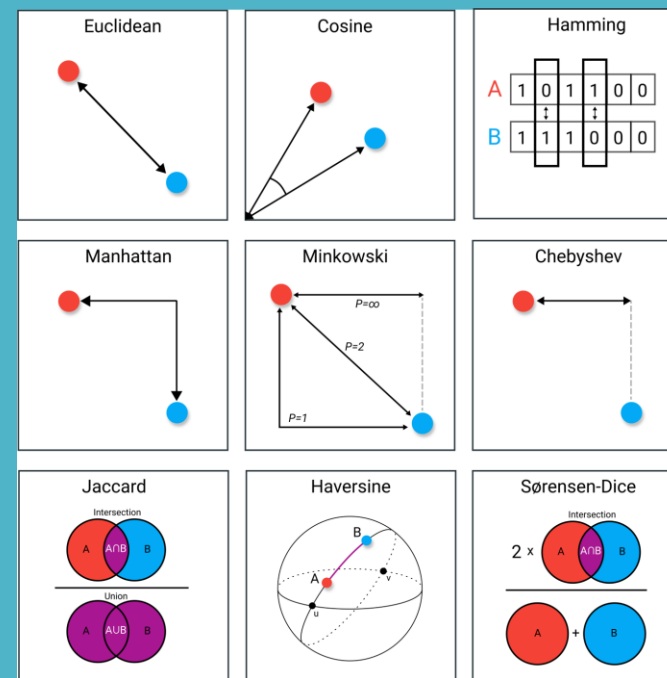 Euclidean
Cosine
Hamming
A 1 0 1 1 0 0
B 1 1 1 0 0 0
Manhattan
Minkowski
P=∞
P=2
P=1
Chebyshev
Jaccard
Intersection
A A∩B B
Union
A A∪B B
Haversine
B
A
v
u
Sørensen-Dice
Intersection
2 x A A∩B B
A + B